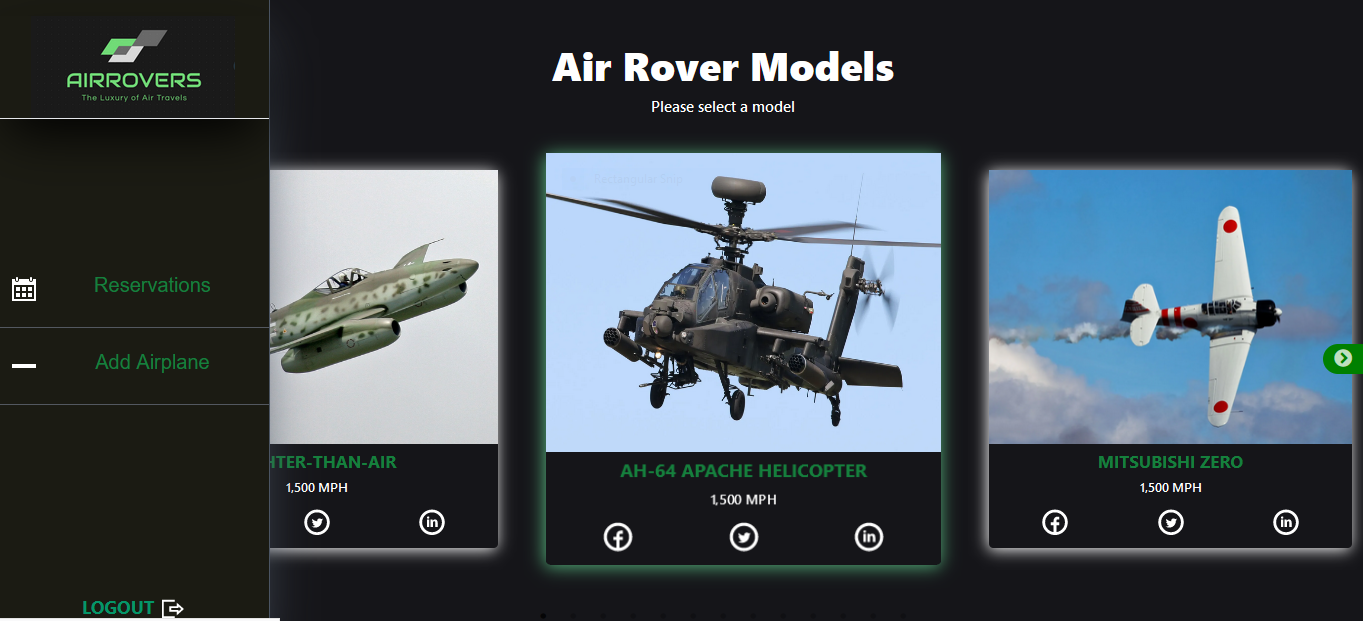 AIRROVERS
The Luxury of Air Travels
Reservations
Add Airplane
LOGOUT
Air Rover Models
Please select a model
HTER-THAN-AIR
1,500 MPH
AH-64 APACHE HELICOPTER
1,500 MPH
MITSUBISHI ZERO
1,500 MPH